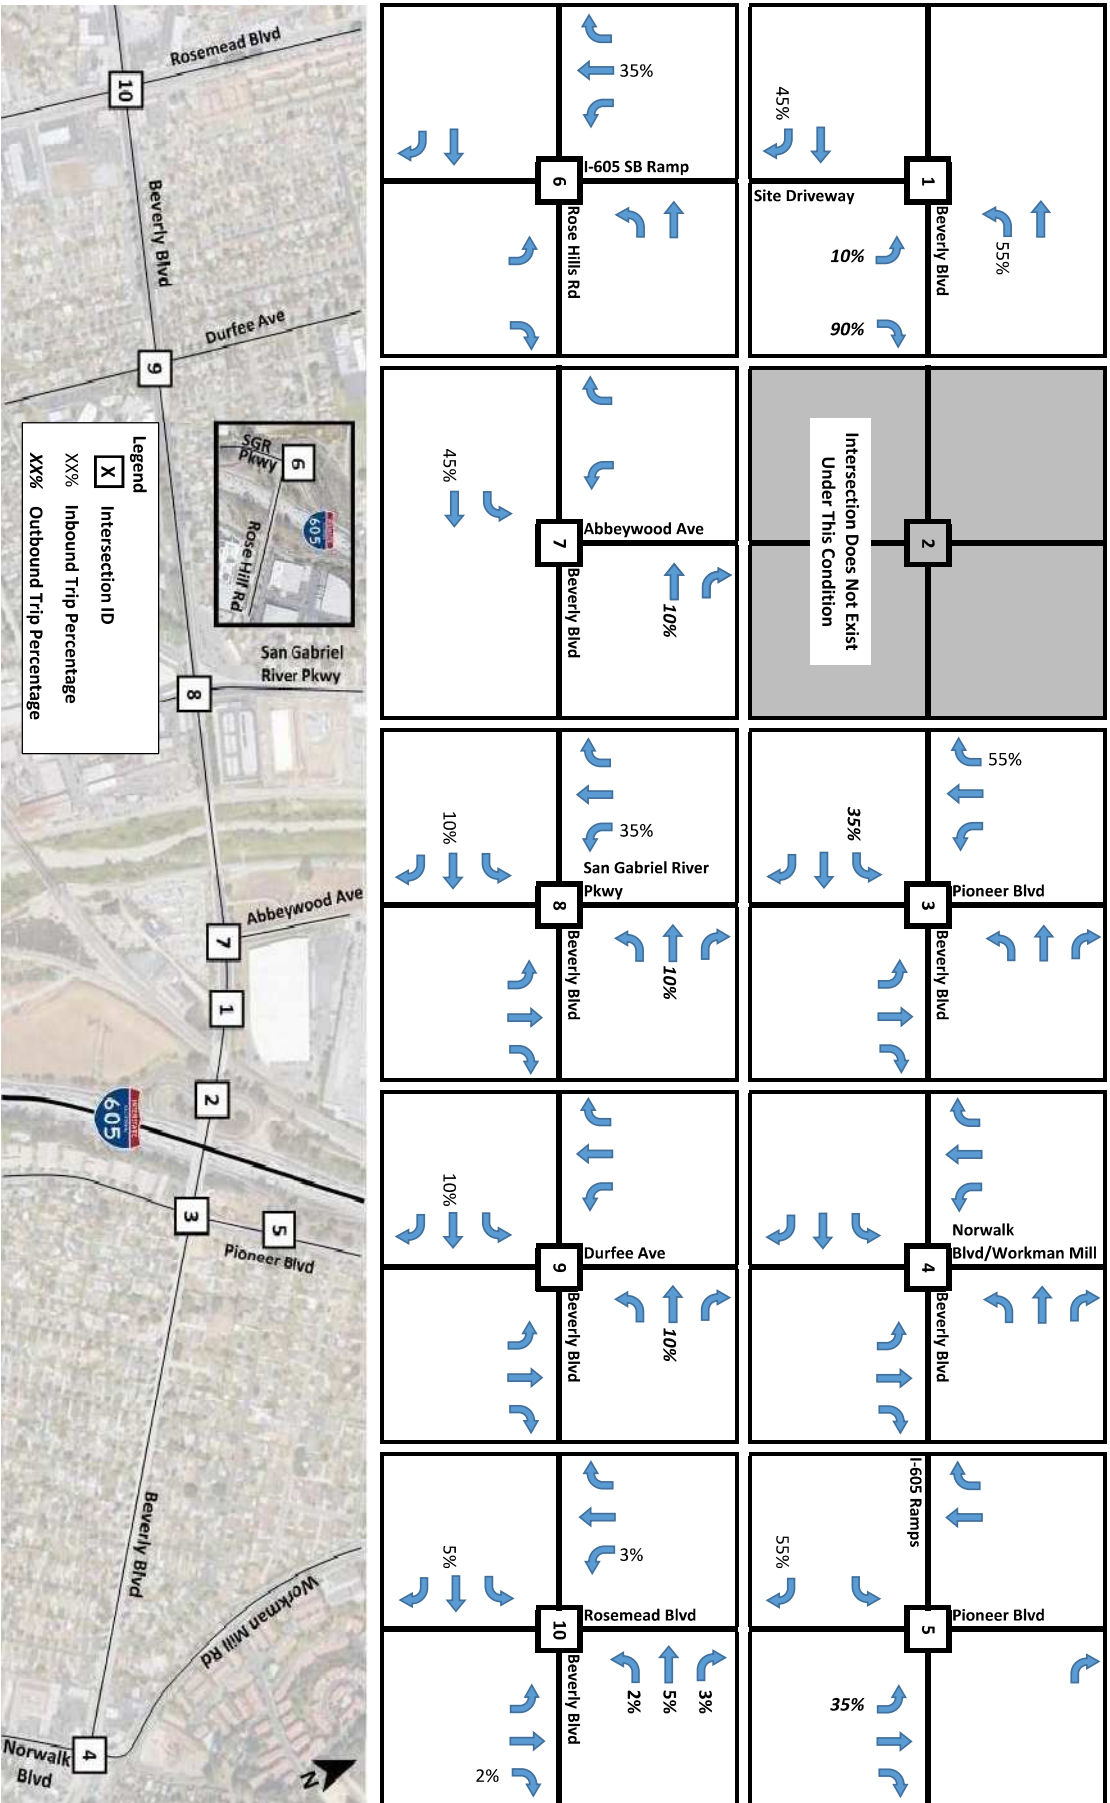 Rosemead Blvd
10
Beverly Blvd
Durfee Ave
9
SGR
Pkwy
6
INTERSTATE
605
Rose Hill Rd
Legend
X
Intersection ID
XX%
Inbound Trip Percentage
XX%
Outbound Trip Percentage
San Gabriel
River Pkwy
8
Abbeywood Ave
7
1
2
INTERSTATE
605
3
5
Pioneer Blvd
Beverly Blvd
Workman Mill Rd
Norwalk
Blvd
4
N
1
Beverly Blvd
Site Driveway
45%
55%
10%
90%
2
Intersection Does Not Exist
Under This Condition
3
Pioneer Blvd
Beverly Blvd
55%
35%
4
Norwalk
Blvd/Workman Mill
Beverly Blvd
5
I-605 Ramps
Pioneer Blvd
55%
35%
6
I-605 SB Ramp
Rose Hills Rd
35%
7
Abbeywood Ave
Beverly Blvd
45%
10%
8
San Gabriel River
Pkwy
Beverly Blvd
35%
10%
10%
9
Durfee Ave
Beverly Blvd
10%
10%
10
Rosemead Blvd
Beverly Blvd
3%
5%
2%
5%
3%
2%